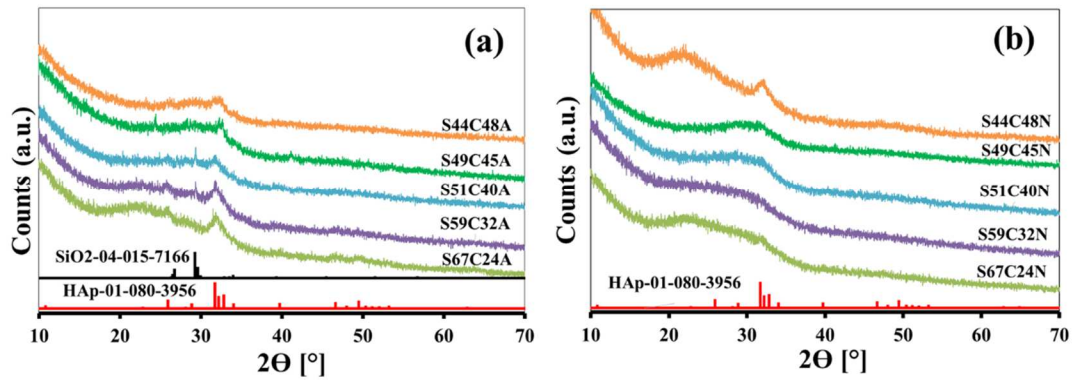 (a)
Counts (a.u.)
S44C48A
S49C45A
S51C40A
S59C32A
S67C24A
SiO2-04-015-7166
HAp-01-080-3956
10 20 30 40 50 60 70
2Ɵ [°]
(b)
Counts (a.u.)
S44C48N
S49C45N
S51C40N
S59C32N
S67C24N
HAp-01-080-3956
10 20 30 40 50 60 70
2Ɵ [°]